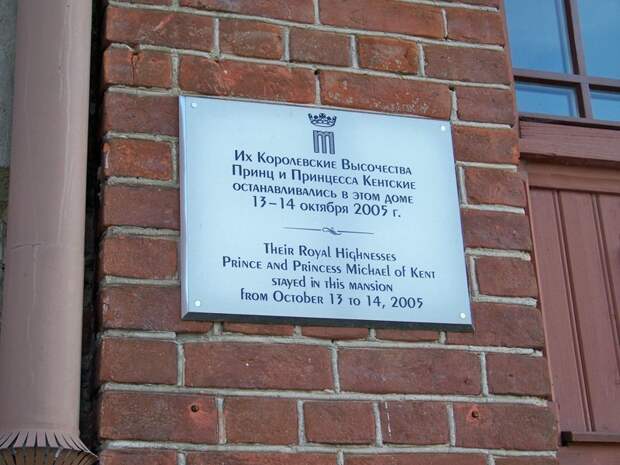 Их Королевские Высочества
Принц и Принцесса Кентские
останавливались в этом доме
13–14 октября 2005 г.
Their Royal Highnesses
Prince and Princess Michael of Kent
stayed in this mansion
from October 13 to 14, 2005